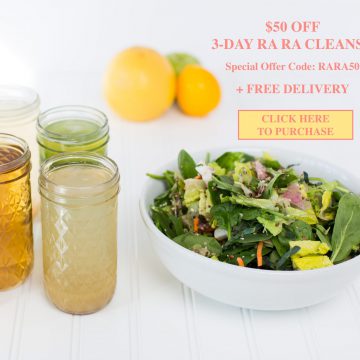 $50 OFF
3-DAY RA RA CLEANS
Special Offer Code: RARA50
+ FREE DELIVERY
CLICK HERE
TO PURCHASE